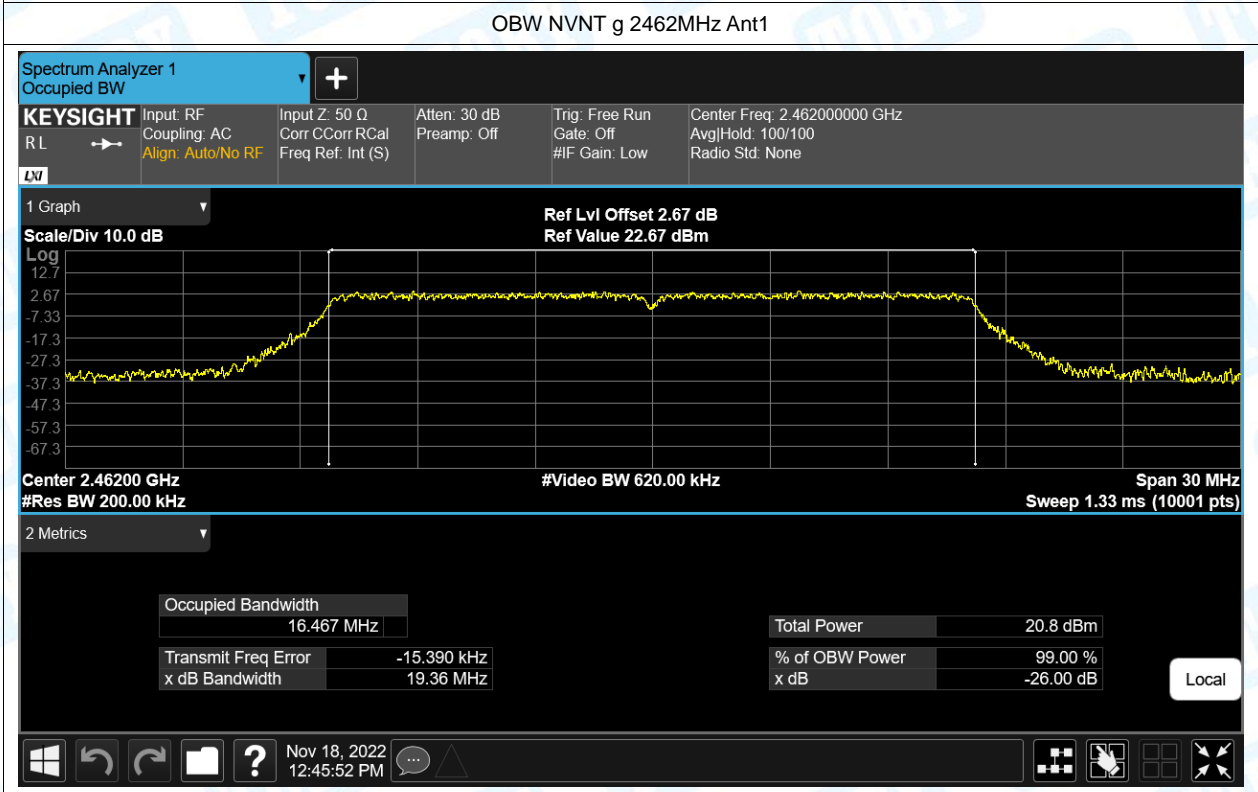 OBW NVNT g 2462MHz Ant1
Spectrum Analyzer 1
Occupied BW
KEYSIGHT
R L
LXI
Input: RF
Coupling: AC
Align: Auto/No RF
Input Z: 50 Ω
Corr CCorr RCal
Freq Ref: Int (S)
Atten: 30 dB
Preamp: Off
Trig: Free Run
Gate: Off
#IF Gain: Low
Center Freq: 2.462000000 GHz
Avg|Hold: 100/100
Radio Std: None
1 Graph
Scale/Div 10.0 dB
Ref Lvl Offset 2.67 dB
Ref Value 22.67 dBm
Log
12.7
2.67
-7.33
-17.3
-27.3
-37.3
-47.3
-57.3
-67.3
Center 2.46200 GHz
#Res BW 200.00 kHz
#Video BW 620.00 kHz
Span 30 MHz
Sweep 1.33 ms (10001 pts)
2 Metrics
Occupied Bandwidth
16.467 MHz
Transmit Freq Error -15.390 kHz
x dB Bandwidth 19.36 MHz
Total Power 20.8 dBm
% of OBW Power 99.00 %
x dB -26.00 dB
Local
?
Nov 18, 2022
12:45:52 PM